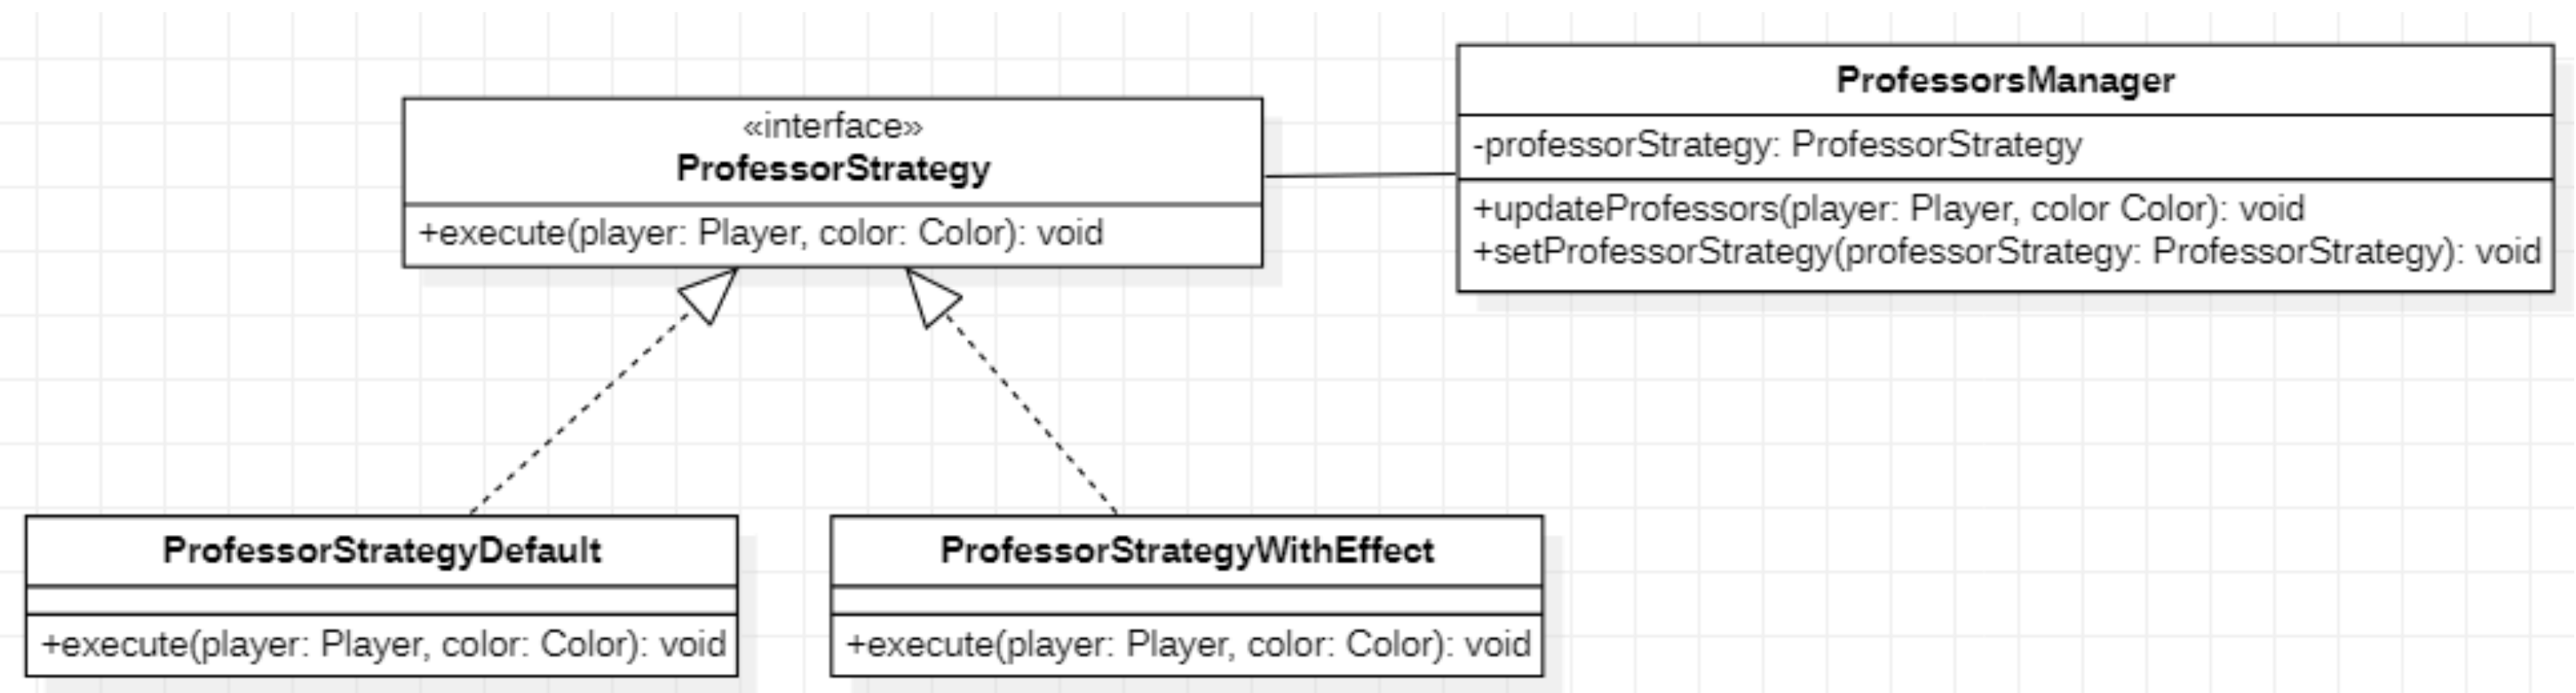 «interface»
ProfessorStrategy
+execute(player: Player, color: Color): void
ProfessorsManager
-professorStrategy: ProfessorStrategy
+updateProfessors(player: Player, color Color): void
+setProfessorStrategy(professorStrategy: ProfessorStrategy): void
ProfessorStrategyDefault
+execute(player: Player, color: Color): void
ProfessorStrategyWithEffect
+execute(player: Player, color: Color): void